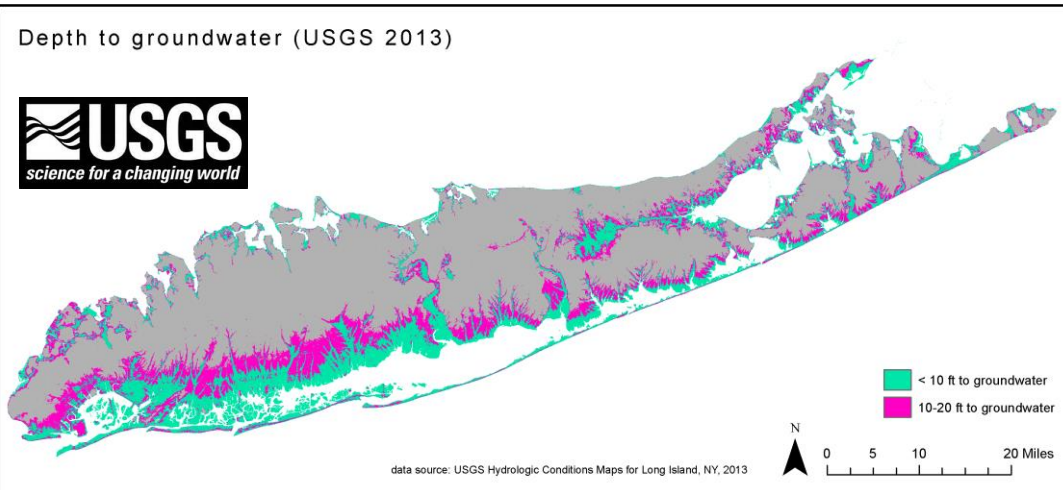 Depth to groundwater (USGS 2013)
USGS
science for a changing world
< 10 ft to groundwater
10-20 ft to groundwater
N
0 5 10 20 Miles
data source: USGS Hydrologic Conditions Maps for Long Island, NY, 2013